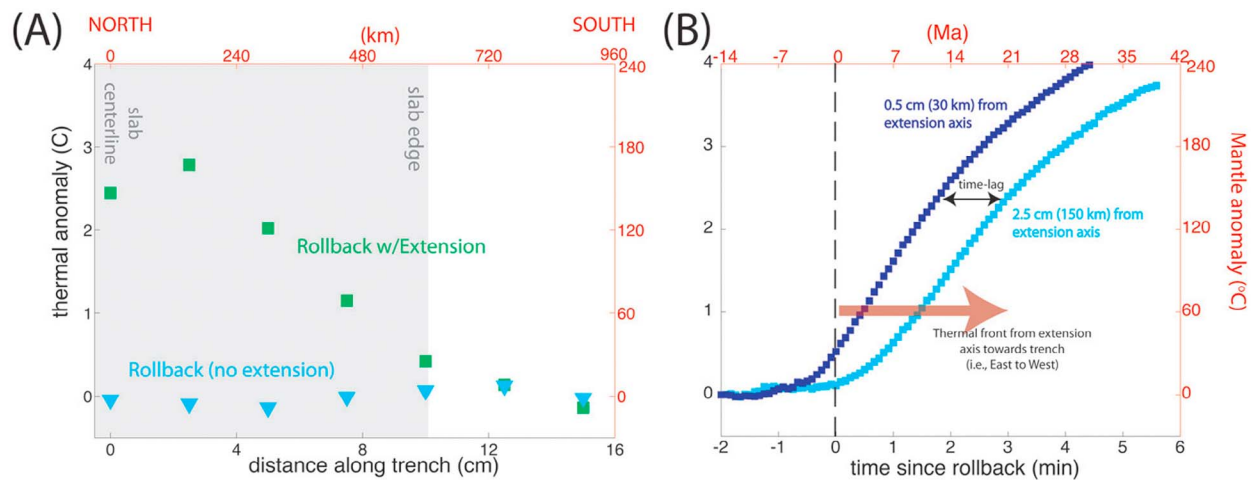 (A)
NORTH
SOUTH
(km)
0 240 480 720 960
4
3
2
1
0
thermal anomaly (C)
slab
centerline
slab edge
Rollback w/Extension
Rollback (no extension)
240
180
120
60
0
0 4 8 12 16
distance along trench (cm)
(B)
(Ma)
-14 -7 0 7 14 21 31 35 42
4
3
2
1
0
0.5 cm (30 km) from
extension axis
time-lag
2.5 cm (150 km) from
extension axis
Thermal front from extension
axis towards trench
(i.e., East to West)
240
180
120
60
0
Mantle anomaly (°C)
-2 -1 0 1 2 3 4 5 6
time since rollback (min)